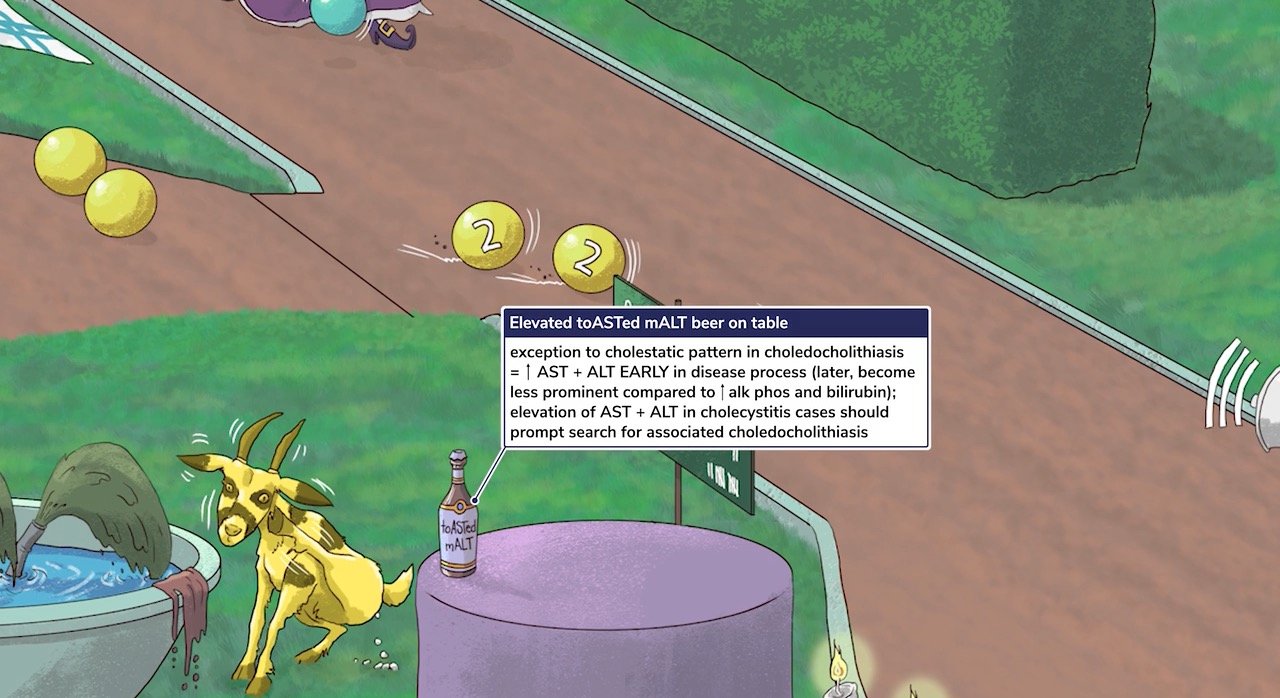 2
2
Elevated toASTed mALT beer on table
exception to cholestatic pattern in choledocholithiasis
= ↑ AST + ALT EARLY in disease process (later, become
less prominent compared to ↑ alk phos and bilirubin);
elevation of AST + ALT in cholecystitis cases should
prompt search for associated choledocholithiasis
toASTed
mALT